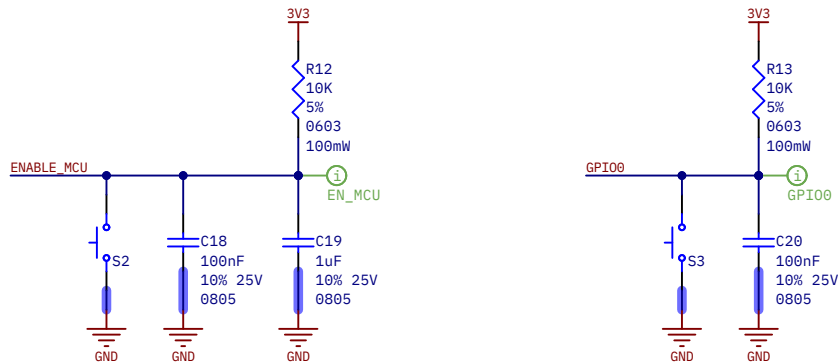 3V3
R12
10K
5%
0603
100mW
ENABLE_MCU
i
EN_MCU
S2
C18
100nF
10% 25V
0805
C19
1uF
10% 25V
0805
GND
GND
GND
3V3
R13
10K
5%
0603
100mW
GPIO0
i
GPIO0
S3
C20
100nF
10% 25V
0805
GND
GND